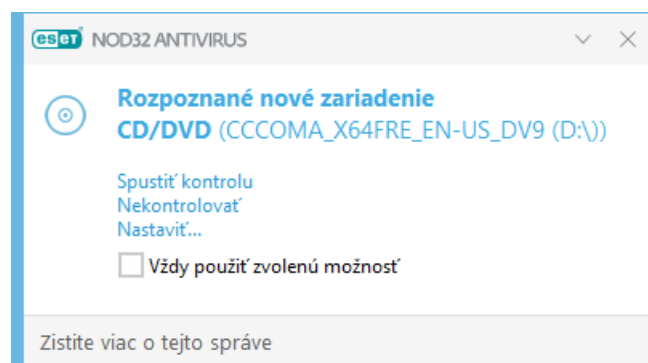 eset NOD32 ANTIVIRUS
Rozpoznané nové zariadenie
CD/DVD (CCCOMA_X64FRE_EN-US_DV9 (D:\))
Spustiť kontrolu
Nekontrolovať
Nastaviť...
Vždy použiť zvolenú možnosť
Zistite viac o tejto správe